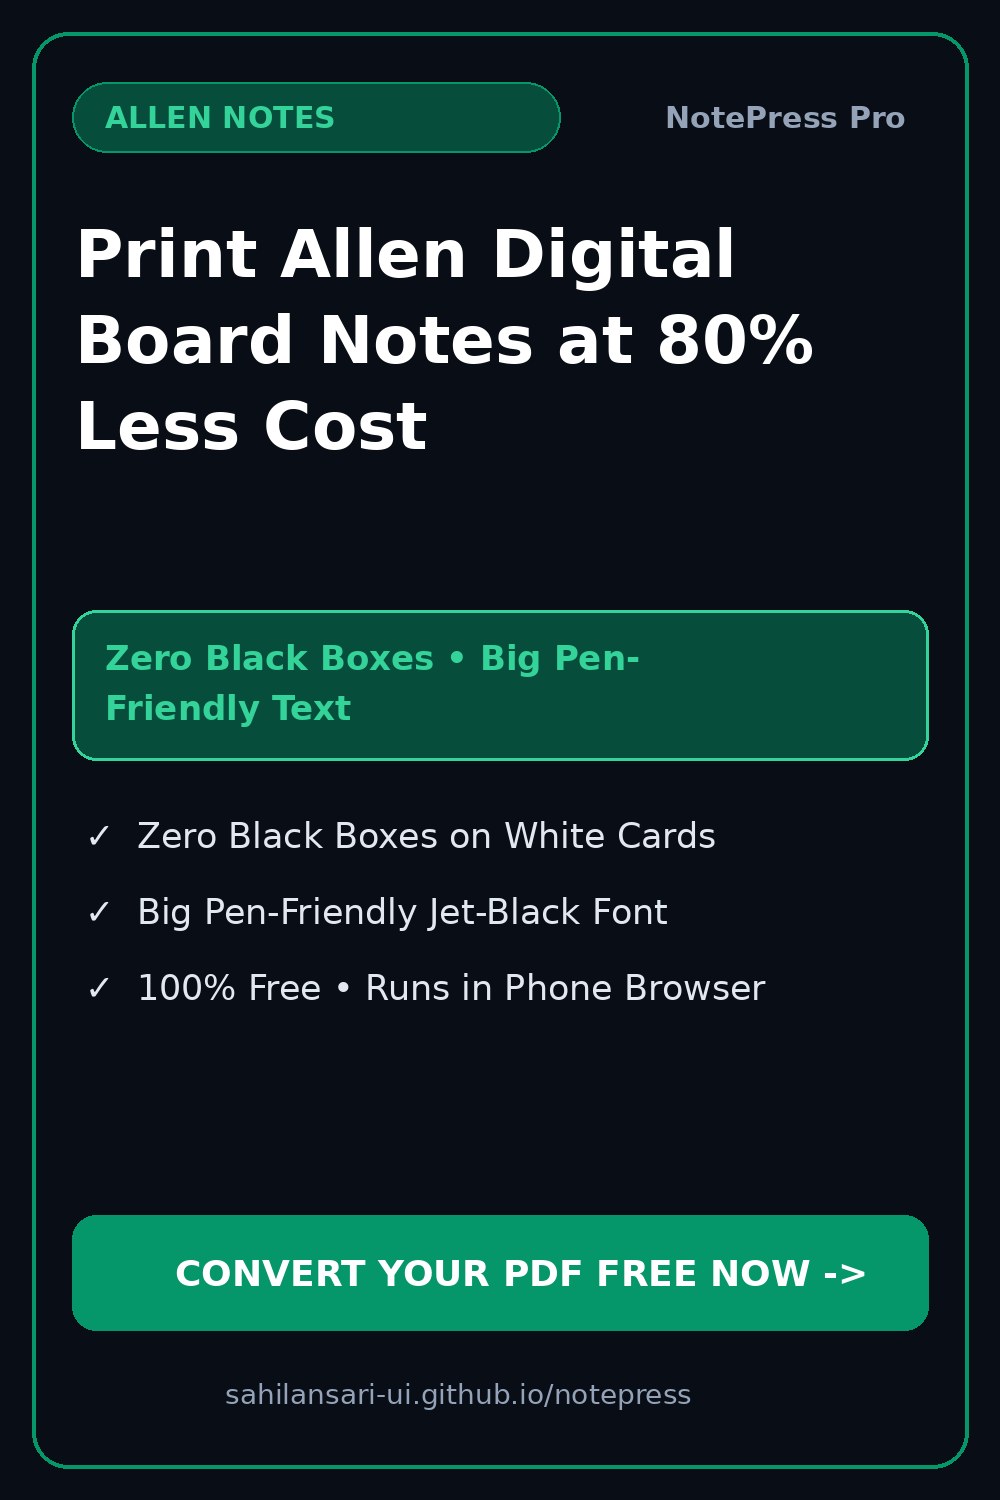 ALLEN NOTES
NotePress Pro
Print Allen Digital
Board Notes at 80%
Less Cost
Zero Black Boxes • Big Pen-
Friendly Text
✓ Zero Black Boxes on White Cards
✓ Big Pen-Friendly Jet-Black Font
✓ 100% Free • Runs in Phone Browser
CONVERT YOUR PDF FREE NOW ->
sahilansari-ui.github.io/notepress